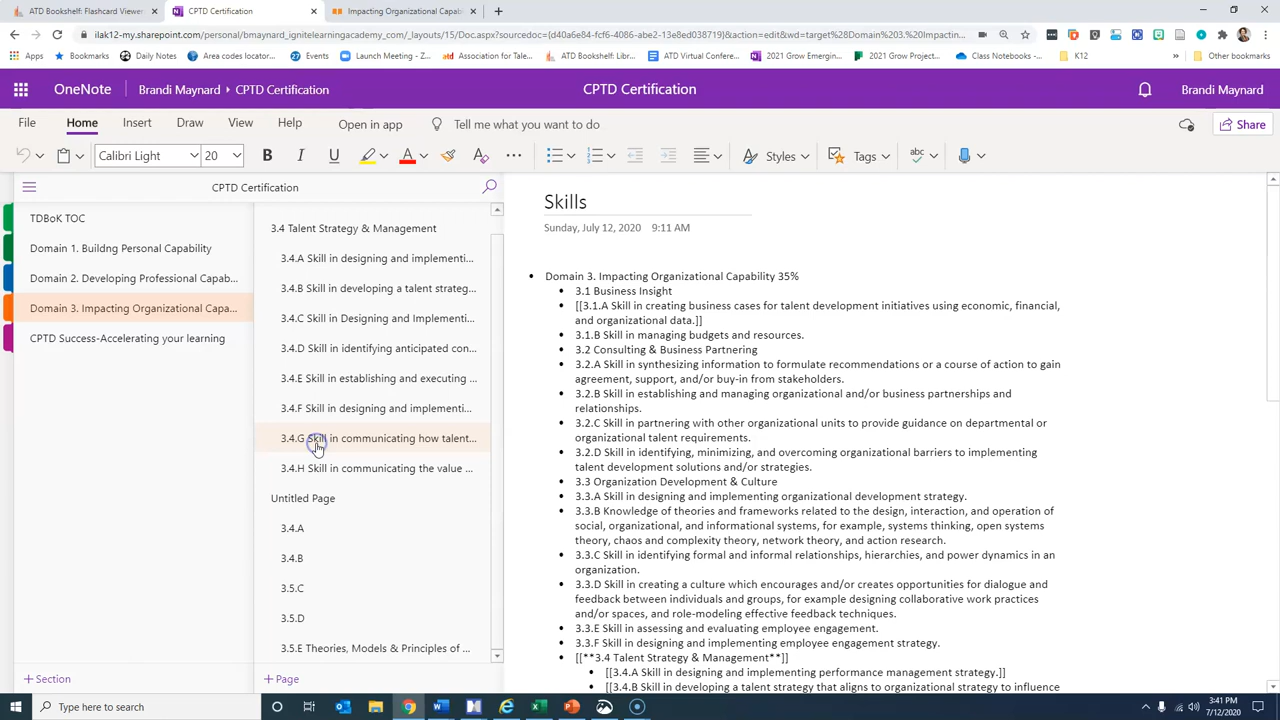 ATD Bookshelf: Flashcard Viewer
CPTD Certification
Impacting Organizational Capabil
ilak12-my.sharepoint.com/personal/bmaynard_ignitelearningacademy_com/_layouts/15/Doc.aspx?sourcedoc={d40a6e84-fcf6-4086-abe2-13e8ed038719}&action=edit&wd=target%28Domain%203.%20Impactin...
Apps
Daily Notes
Area codes locator...
Events
Launch Meeting - Z...
Association for Tale...
ATD Bookshelf: Libr...
ATD Virtual Confere...
2021 Grow Emergin...
2021 Grow Project...
Class Notebooks -...
K12
Other bookmarks
OneNote
Brandi Maynard › CPTD Certification
CPTD Certification
Brandi Maynard
File
Home
Insert
Draw
View
Help
Open in app
Tell me what you want to do
Share
Calibri Light
20
B
I
U
Styles
Tags
abc
CPTD Certification
TDBoK TOC
Domain 1. Buildng Personal Capability
Domain 2. Developing Professional Capab...
Domain 3. Impacting Organizational Capa...
CPTD Success-Accelerating your learning
+ Section
3.4 Talent Strategy & Management
3.4.A Skill in designing and implementi...
3.4.B Skill in developing a talent strateg...
3.4.C Skill in Designing and Implementi...
3.4.D Skill in identifying anticipated con...
3.4.E Skill in establishing and executing ...
3.4.F Skill in designing and implementi...
3.4.G Skill in communicating how talent...
3.4.H Skill in communicating the value ...
Untitled Page
3.4.A
3.4.B
3.5.C
3.5.D
3.5.E Theories, Models & Principles of ...
+ Page
Skills
Sunday, July 12, 2020 9:11 AM
• Domain 3. Impacting Organizational Capability 35%
• 3.1 Business Insight
• [[3.1.A Skill in creating business cases for talent development initiatives using economic, financial,
and organizational data.]]
• 3.1.B Skill in managing budgets and resources.
• 3.2 Consulting & Business Partnering
• 3.2.A Skill in synthesizing information to formulate recommendations or a course of action to gain
agreement, support, and/or buy-in from stakeholders.
• 3.2.B Skill in establishing and managing organizational and/or business partnerships and
relationships.
• 3.2.C Skill in partnering with other organizational units to provide guidance on departmental or
organizational talent requirements.
• 3.2.D Skill in identifying, minimizing, and overcoming organizational barriers to implementing
talent development solutions and/or strategies.
• 3.3 Organization Development & Culture
• 3.3.A Skill in designing and implementing organizational development strategy.
• 3.3.B Knowledge of theories and frameworks related to the design, interaction, and operation of
social, organizational, and informational systems, for example, systems thinking, open systems
theory, chaos and complexity theory, network theory, and action research.
• 3.3.C Skill in identifying formal and informal relationships, hierarchies, and power dynamics in an
organization.
• 3.3.D Skill in creating a culture which encourages and/or creates opportunities for dialogue and
feedback between individuals and groups, for example designing collaborative work practices
and/or spaces, and role-modeling effective feedback techniques.
• 3.3.E Skill in assessing and evaluating employee engagement.
• 3.3.F Skill in designing and implementing employee engagement strategy.
• [[**3.4 Talent Strategy & Management**]]
• [[3.4.A Skill in designing and implementing performance management strategy.]]
• [[3.4.B Skill in developing a talent strategy that aligns to organizational strategy to influence
Type here to search
3:41 PM
7/12/2020